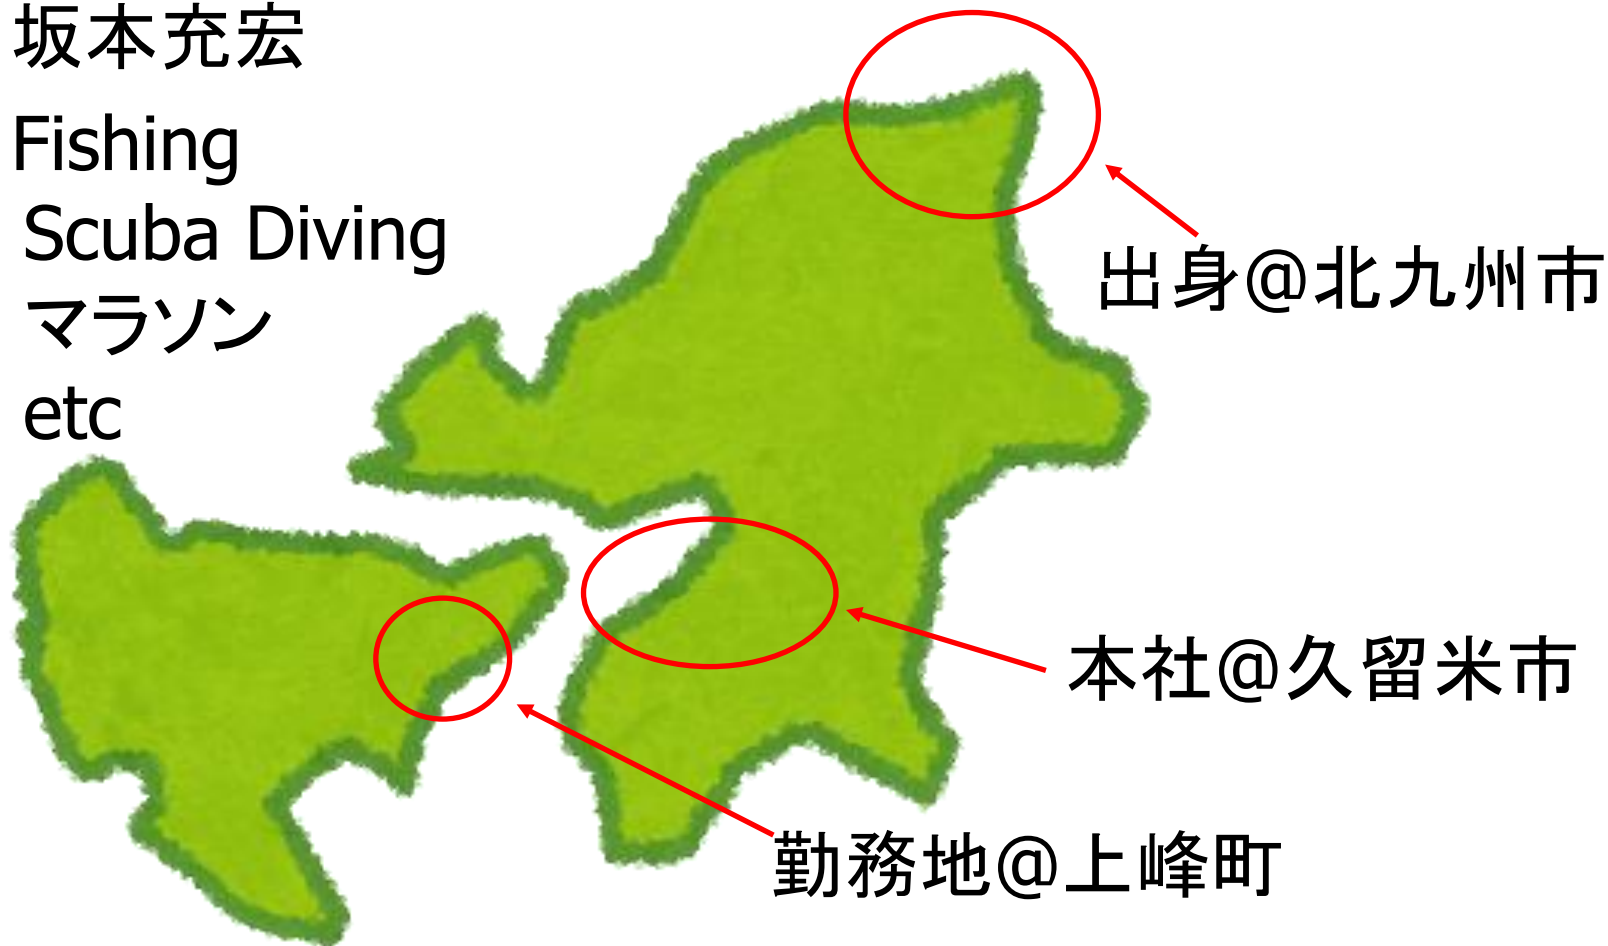 坂本充宏
Fishing
Scuba Diving
マラソン
etc
出身@北九州市
本社@久留米市
勤務地@上峰町